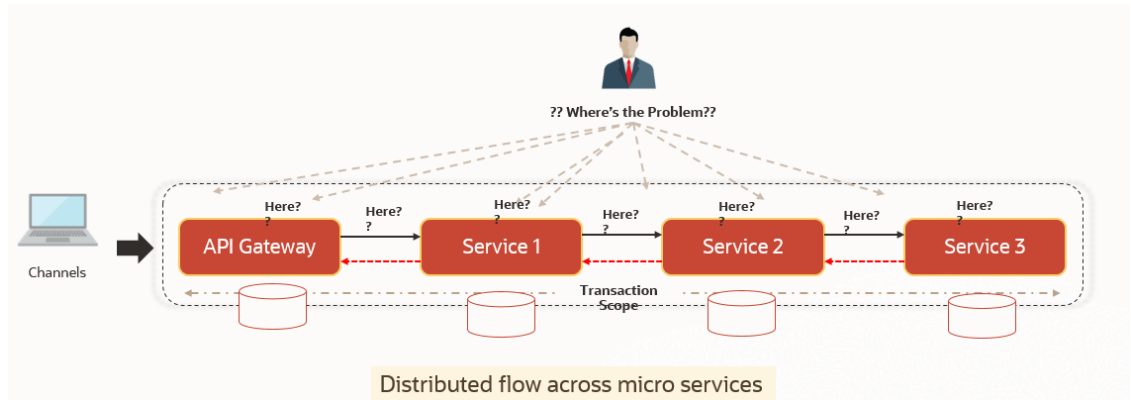 ?? Where's the Problem??
Here?
?
Here?
?
Here?
?
Here?
?
Here?
?
Here?
?
Here?
?
API Gateway
Service 1
Service 2
Service 3
Channels
Transaction
Scope
Distributed flow across micro services